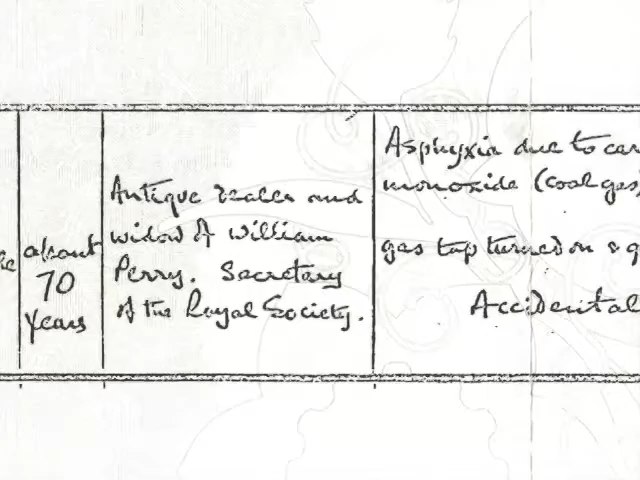 about
70
years
Antique dealer and
widow of William
Perry. Secretary
of the Royal Society.
Asphyxia due to car
monoxide (coal gas)
gas tap turned on & g
Accidental